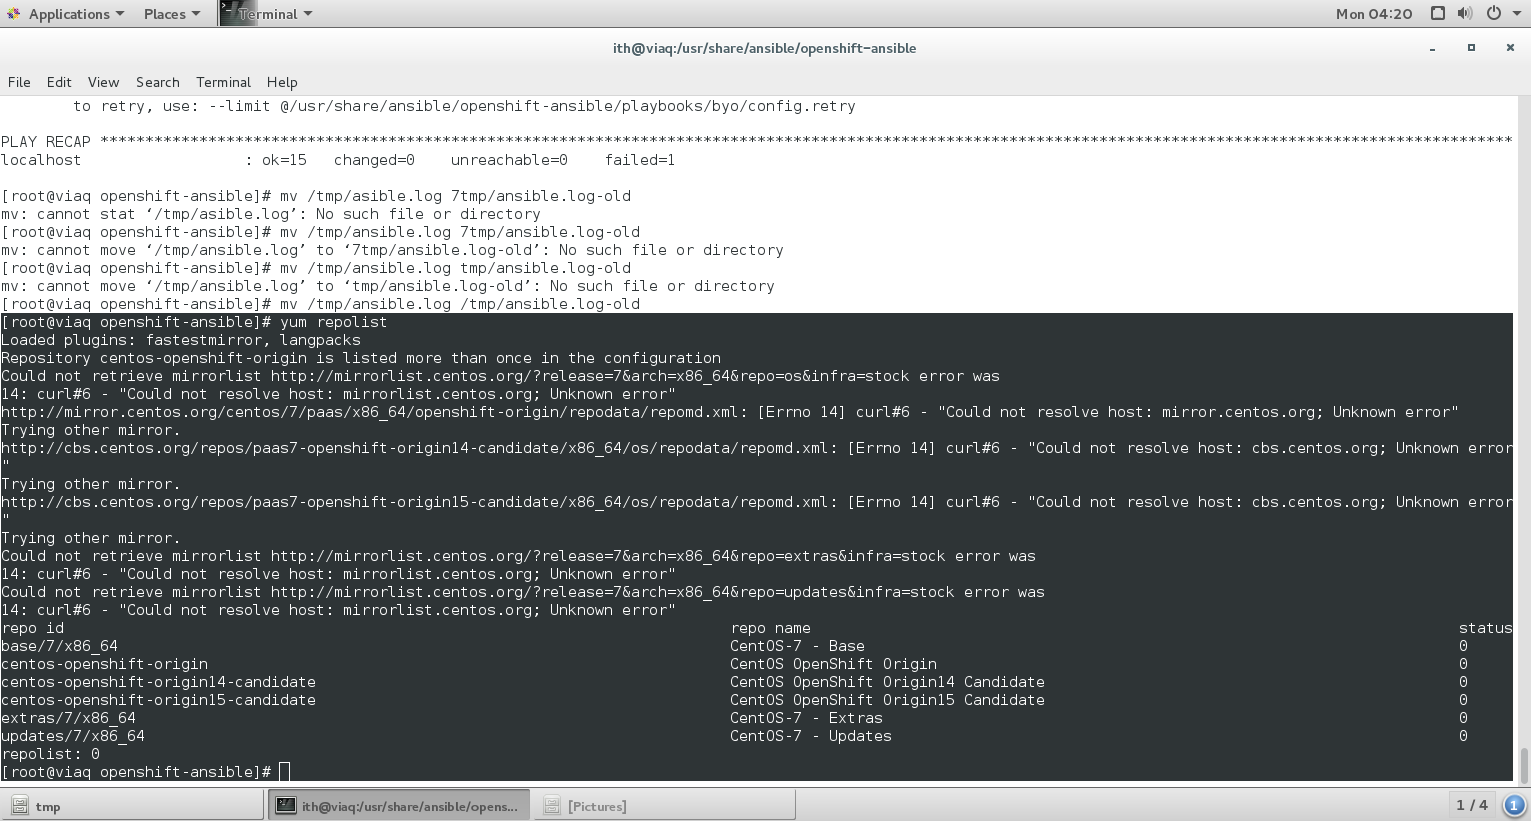 Applications Places Terminal Mon 04:20
ith@viaq:/usr/share/ansible/openshift-ansible
File Edit View Search Terminal Help
to retry, use: --limit @/usr/share/ansible/openshift-ansible/playbooks/byo/config.retry
PLAY RECAP *************************************************************************************************************************************************************
localhost : ok=15 changed=0 unreachable=0 failed=1
[root@viaq openshift-ansible]# mv /tmp/asible.log 7tmp/ansible.log-old
mv: cannot stat ‘/tmp/asible.log’: No such file or directory
[root@viaq openshift-ansible]# mv /tmp/ansible.log 7tmp/ansible.log-old
mv: cannot move ‘/tmp/ansible.log’ to ‘7tmp/ansible.log-old’: No such file or directory
[root@viaq openshift-ansible]# mv /tmp/ansible.log tmp/ansible.log-old
mv: cannot move ‘/tmp/ansible.log’ to ‘tmp/ansible.log-old’: No such file or directory
[root@viaq openshift-ansible]# mv /tmp/ansible.log /tmp/ansible.log-old
[root@viaq openshift-ansible]# yum repolist
Loaded plugins: fastestmirror, langpacks
Repository centos-openshift-origin is listed more than once in the configuration
Could not retrieve mirrorlist http://mirrorlist.centos.org/?release=7&arch=x86_64&repo=os&infra=stock error was
14: curl#6 - "Could not resolve host: mirrorlist.centos.org; Unknown error"
http://mirror.centos.org/centos/7/paas/x86_64/openshift-origin/repodata/repomd.xml: [Errno 14] curl#6 - "Could not resolve host: mirror.centos.org; Unknown error"
Trying other mirror.
http://cbs.centos.org/repos/paas7-openshift-origin14-candidate/x86_64/os/repodata/repomd.xml: [Errno 14] curl#6 - "Could not resolve host: cbs.centos.org; Unknown error
"
Trying other mirror.
http://cbs.centos.org/repos/paas7-openshift-origin15-candidate/x86_64/os/repodata/repomd.xml: [Errno 14] curl#6 - "Could not resolve host: cbs.centos.org; Unknown error
"
Trying other mirror.
Could not retrieve mirrorlist http://mirrorlist.centos.org/?release=7&arch=x86_64&repo=extras&infra=stock error was
14: curl#6 - "Could not resolve host: mirrorlist.centos.org; Unknown error"
Could not retrieve mirrorlist http://mirrorlist.centos.org/?release=7&arch=x86_64&repo=updates&infra=stock error was
14: curl#6 - "Could not resolve host: mirrorlist.centos.org; Unknown error"
repo id repo name status
base/7/x86_64 CentOS-7 - Base 0
centos-openshift-origin CentOS OpenShift Origin 0
centos-openshift-origin14-candidate CentOS OpenShift Origin14 Candidate 0
centos-openshift-origin15-candidate CentOS OpenShift Origin15 Candidate 0
extras/7/x86_64 CentOS-7 - Extras 0
updates/7/x86_64 CentOS-7 - Updates 0
repolist: 0
[root@viaq openshift-ansible]#
tmp ith@viaq:/usr/share/ansible/opens... [Pictures] 1 / 4 1